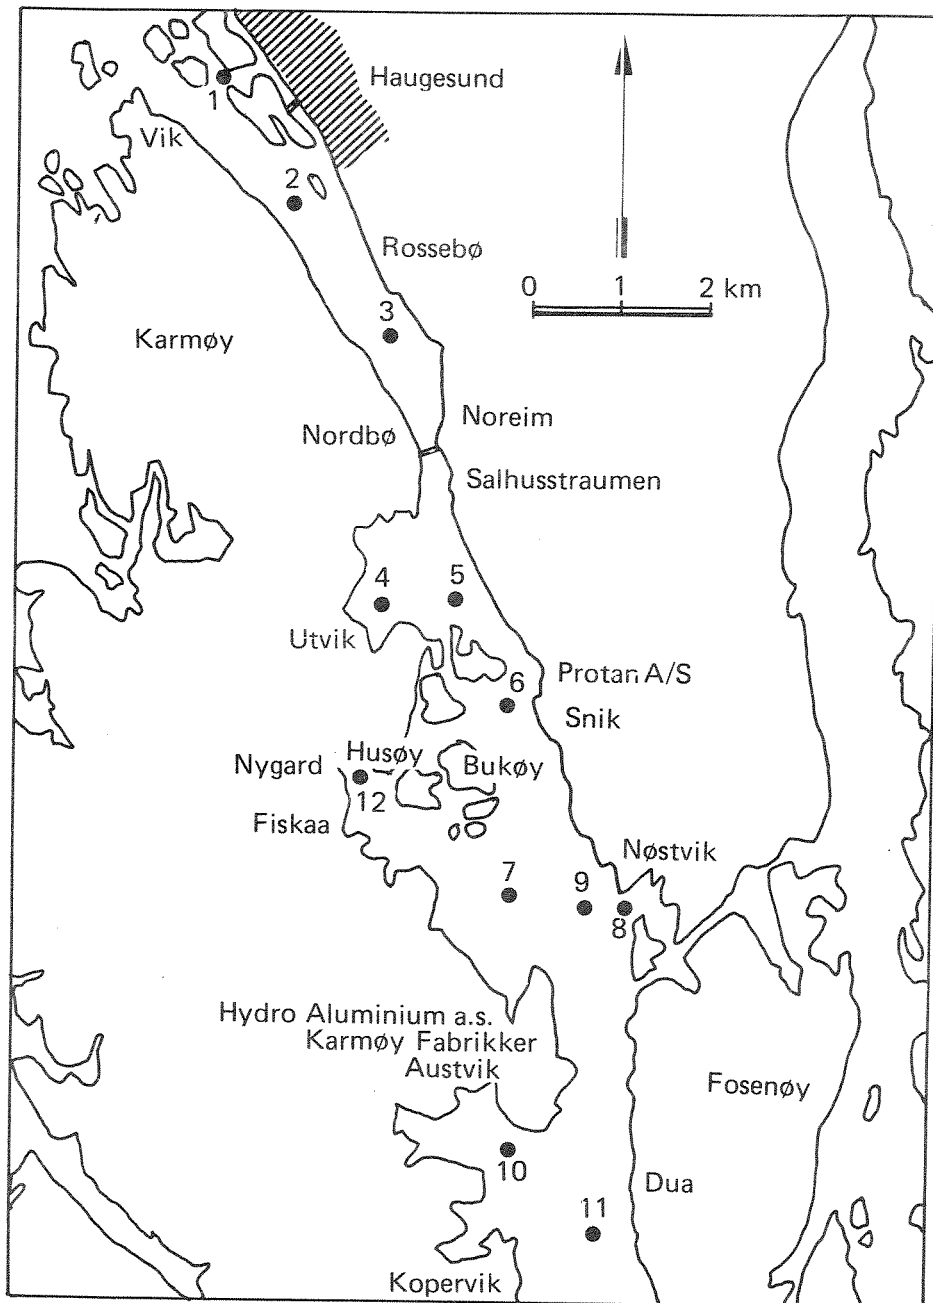 Haugesund
1
Vik
2
Rossebø
0 1 2 km
3
Karmøy
Noreim
Nordbø
Salhusstraumen
4
5
Utvik
Protan A/S
6
Snik
Husøy
Nygard
Bukøy
12
Fiskaa
Nøstvik
7
9
8
Hydro Aluminium a.s.
Karmøy Fabrikker
Austvik
Fosenøy
10
Dua
11
Kopervik